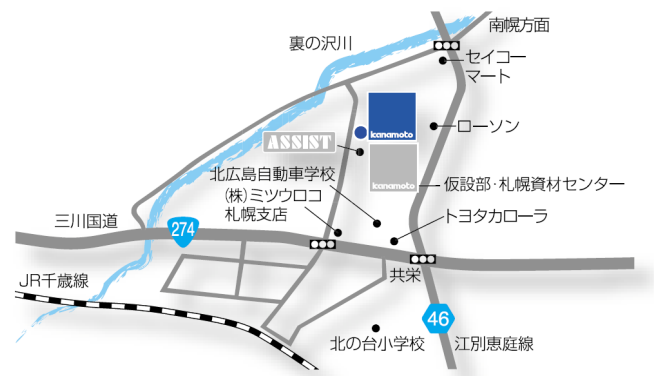 南幌方面
裏の沢川
セイコー
マート
kanamoto
ローソン
ASSIST
北広島自動車学校
kanamoto
仮設部・札幌資材センター
(株)ミツウロコ
札幌支店
トヨタカローラ
三川国道
274
共栄
JR千歳線
46
北の台小学校
江別恵庭線